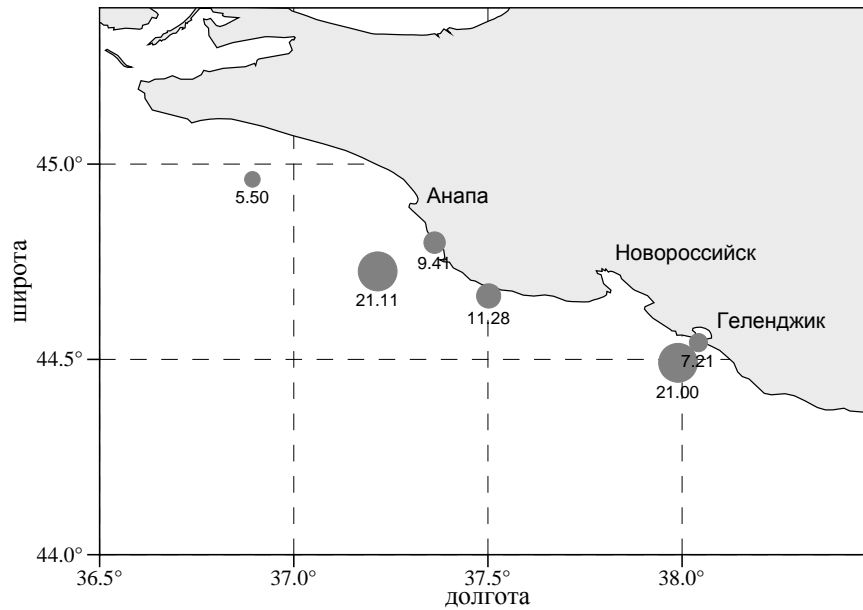 45.0°
5.50
Анапа
9.41
21.11
Новороссийск
11.28
Геленджик
широта
44.5°
7.21
21.00
44.0°
36.5°
37.0°
37.5°
38.0°
долгота